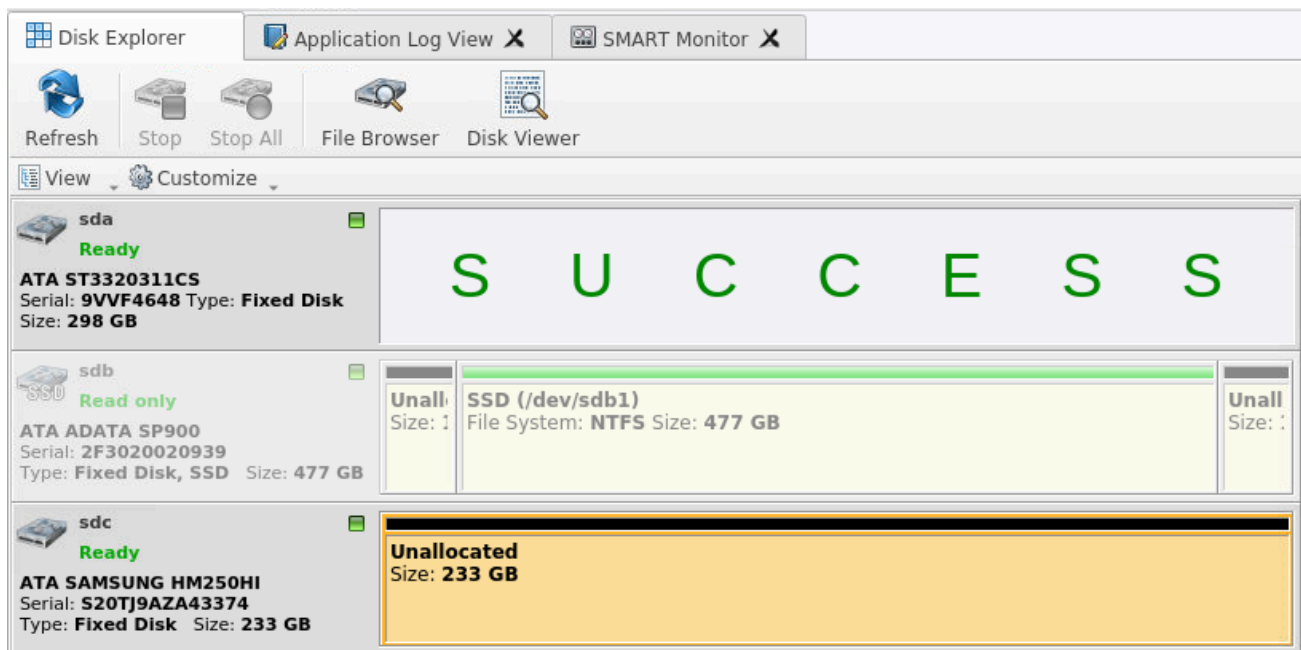 Disk Explorer Application Log View SMART Monitor
Refresh Stop Stop All File Browser Disk Viewer
View Customize
sda
Ready
ATA ST3320311CS
Serial: 9VVF4648 Type: Fixed Disk
Size: 298 GB
S U C C E S S
sdb
SSD
Read only
ATA ADATA SP900
Serial: 2F3020020939
Type: Fixed Disk, SSD Size: 477 GB
Unall
Size:
SSD (/dev/sdb1)
File System: NTFS Size: 477 GB
Unall
Size:
sdc
Ready
ATA SAMSUNG HM250HI
Serial: S20TJ9AZA43374
Type: Fixed Disk Size: 233 GB
Unallocated
Size: 233 GB